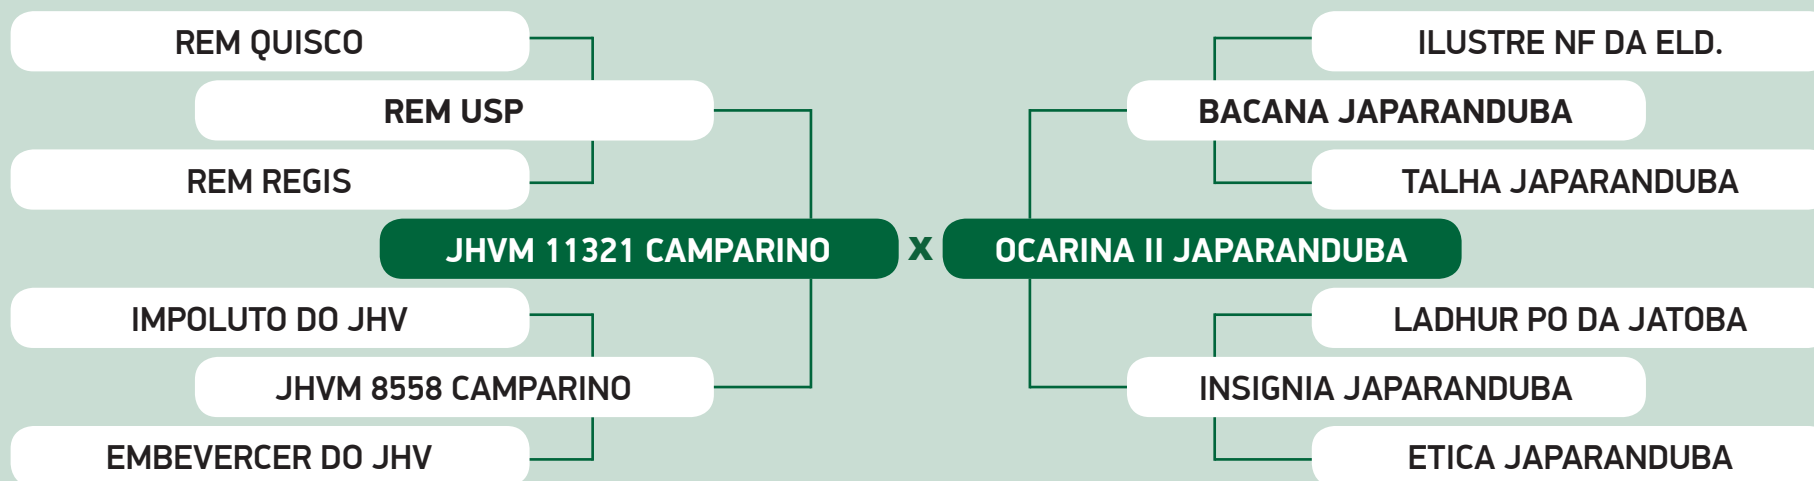 REM QUISCO
ILUSTRE NF DA ELD.
REM USP
BACANA JAPARANDUBA
REM REGIS
TALHA JAPARANDUBA
JHVM 11321 CAMPARINO X OCARINA II JAPARANDUBA
IMPOLUTO DO JHV
LADHUR PO DA JATOBA
JHVM 8558 CAMPARINO
INSIGNIA JAPARANDUBA
EMBEVERCER DO JHV
ETICA JAPARANDUBA